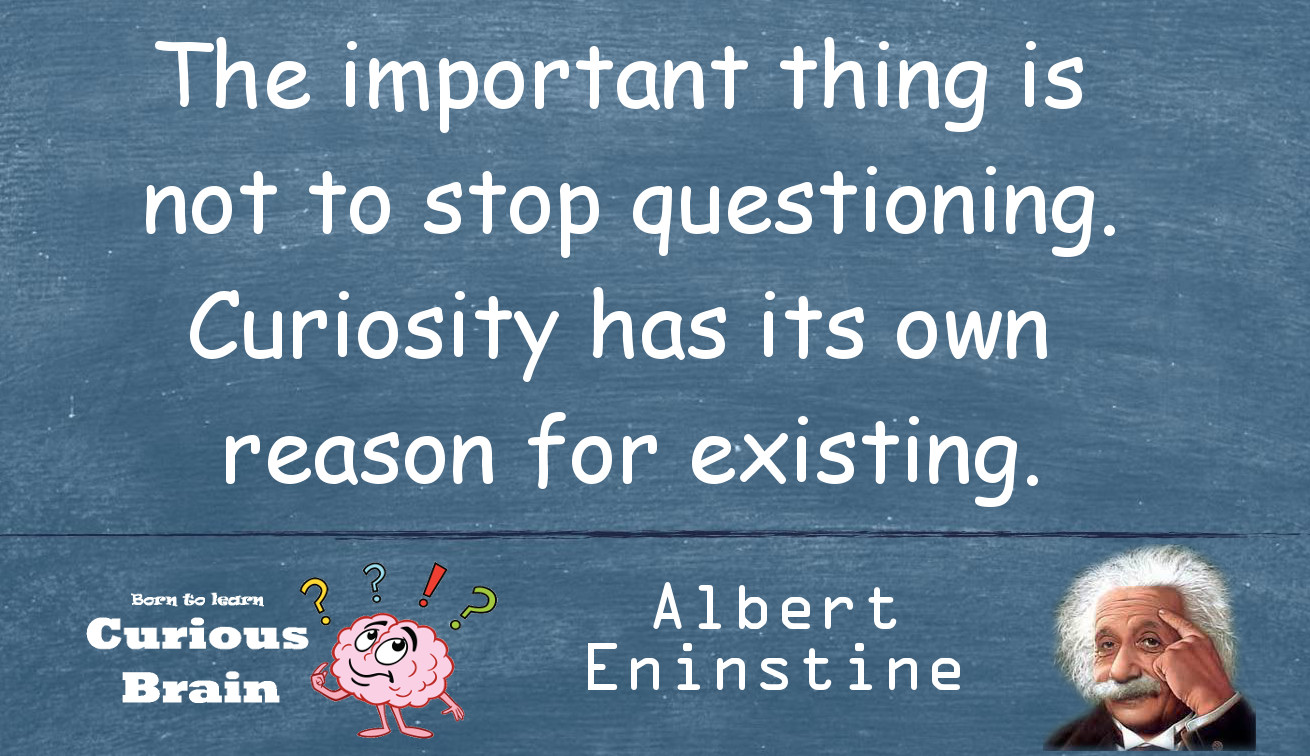 The important thing is
not to stop questioning.
Curiosity has its own
reason for existing.
Born to learn
Curious
Brain
? ? ! ?
Albert
Eninstine